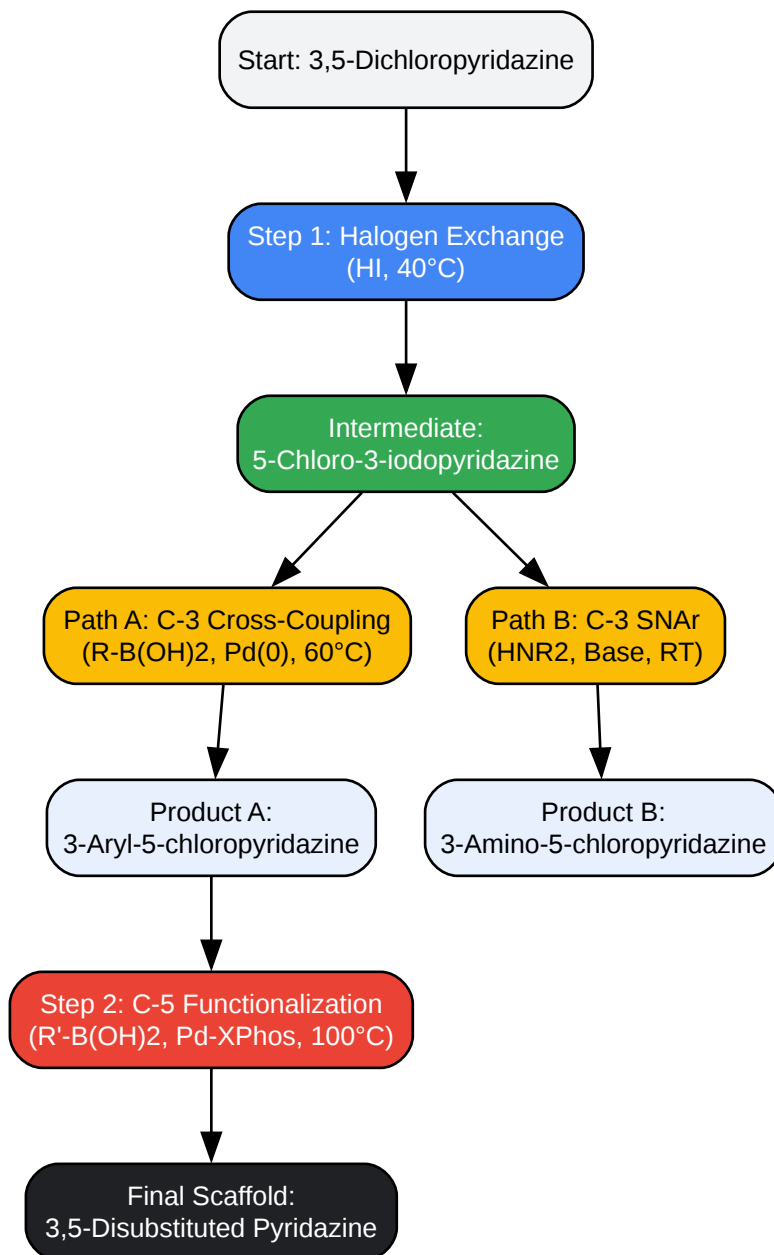 Start: 3,5-Dichloropyridazine
Step 1: Halogen Exchange
(HI, 40°C)
Intermediate:
5-Chloro-3-iodopyridazine
Path A: C-3 Cross-Coupling
(R-B(OH)2, Pd(0), 60°C)
Path B: C-3 SNAr
(HNR2, Base, RT)
Product A:
3-Aryl-5-chloropyridazine
Product B:
3-Amino-5-chloropyridazine
Step 2: C-5 Functionalization
(R'-B(OH)2, Pd-XPhos, 100°C)
Final Scaffold:
3,5-Disubstituted Pyridazine